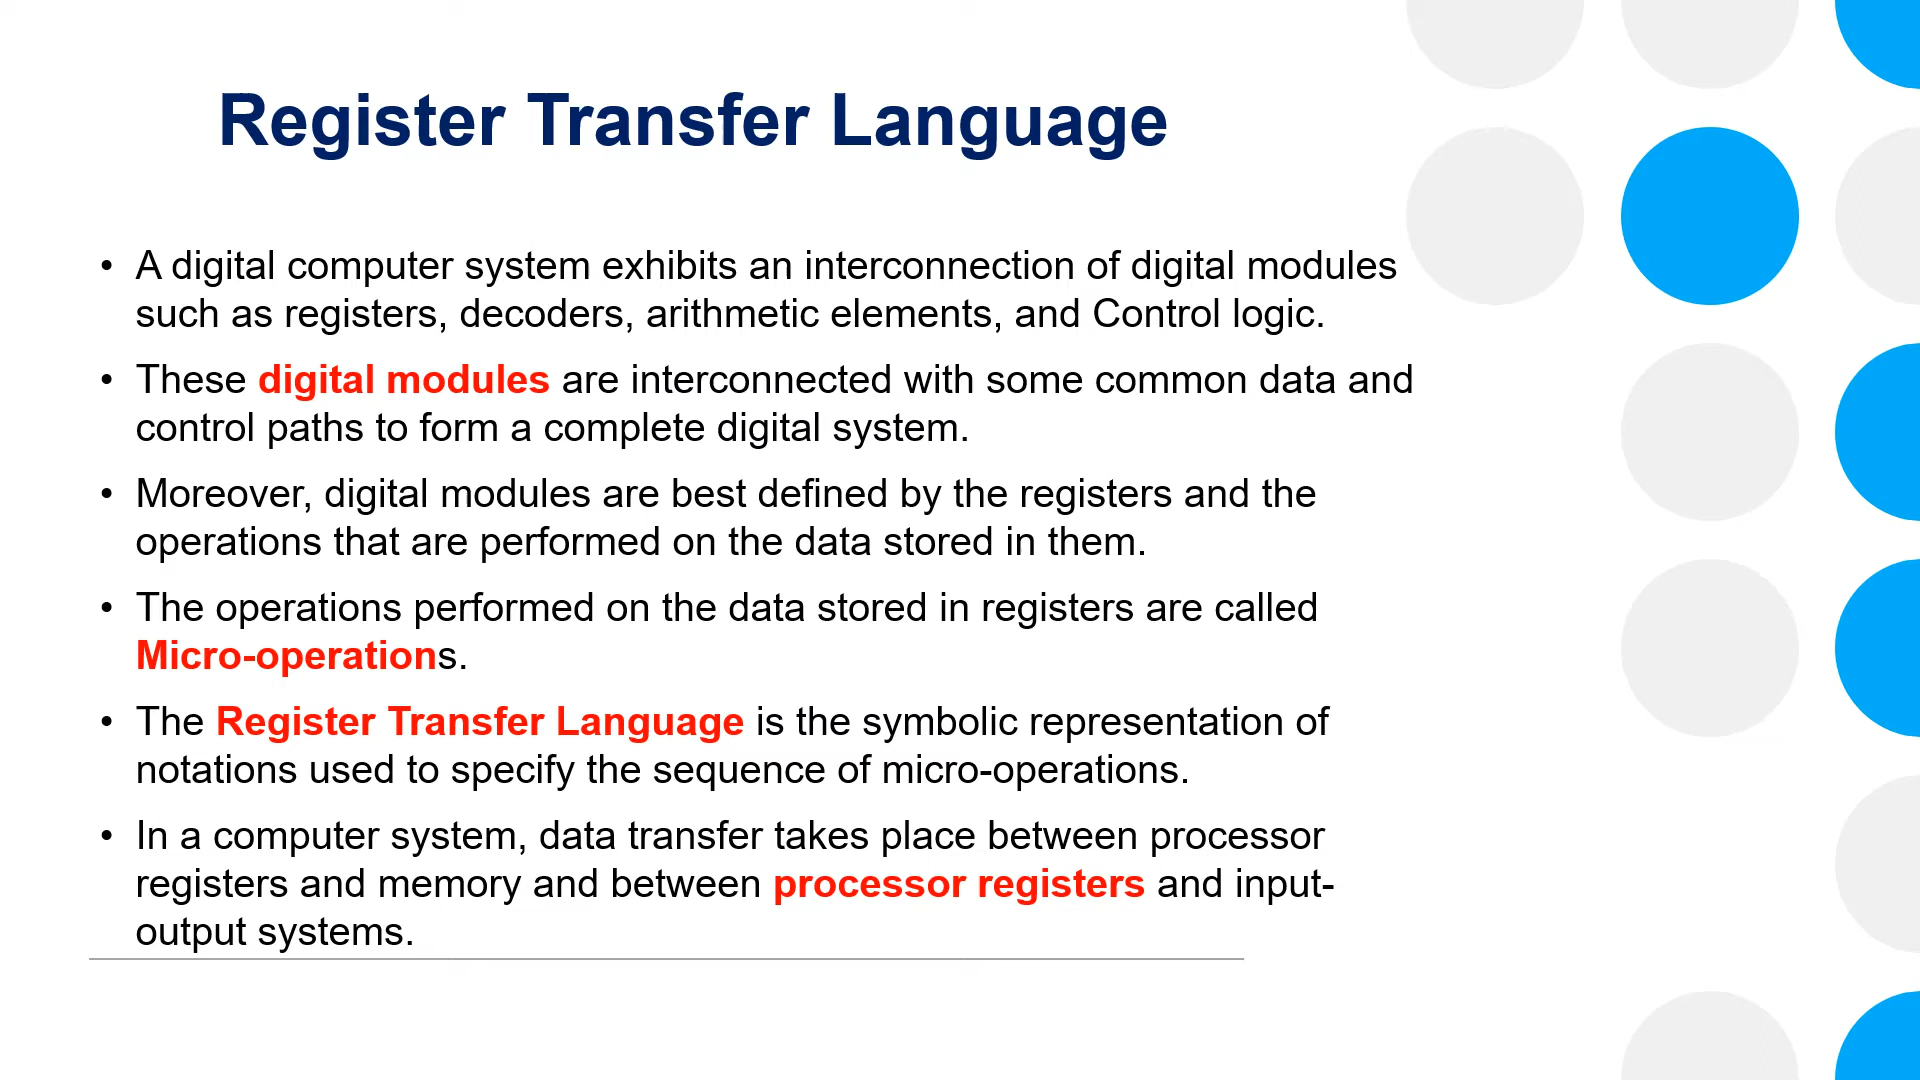 Register Transfer Language
• A digital computer system exhibits an interconnection of digital modules
such as registers, decoders, arithmetic elements, and Control logic.
• These digital modules are interconnected with some common data and
control paths to form a complete digital system.
• Moreover, digital modules are best defined by the registers and the
operations that are performed on the data stored in them.
• The operations performed on the data stored in registers are called
Micro-operations.
• The Register Transfer Language is the symbolic representation of
notations used to specify the sequence of micro-operations.
• In a computer system, data transfer takes place between processor
registers and memory and between processor registers and input-
output systems.